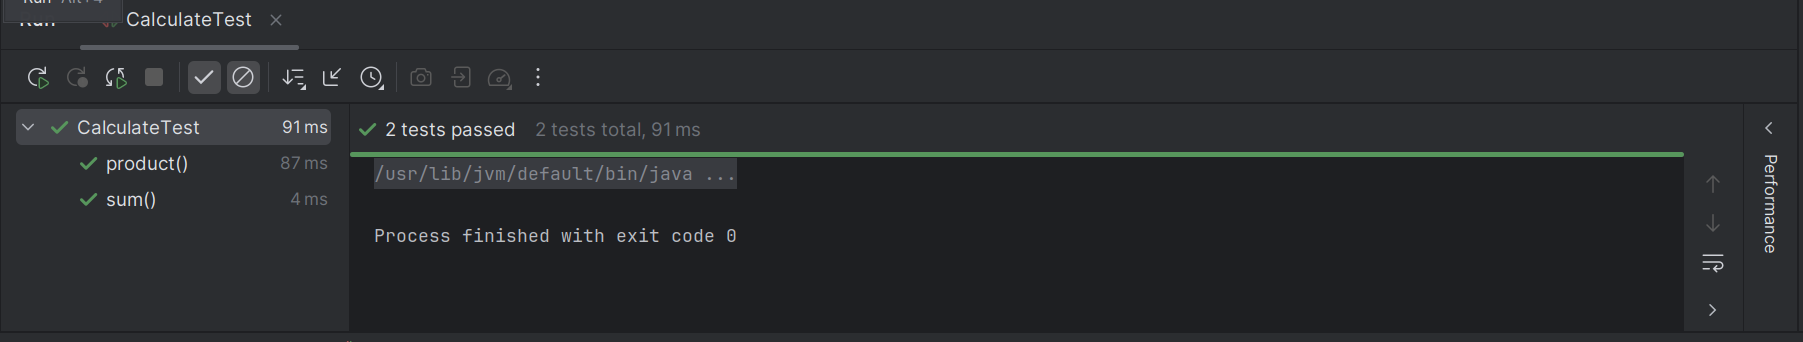 Run Alt+4
Run
CalculateTest
CalculateTest 91 ms
product() 87 ms
sum() 4 ms
2 tests passed 2 tests total, 91 ms
/usr/lib/jvm/default/bin/java ...
Process finished with exit code 0
Performance